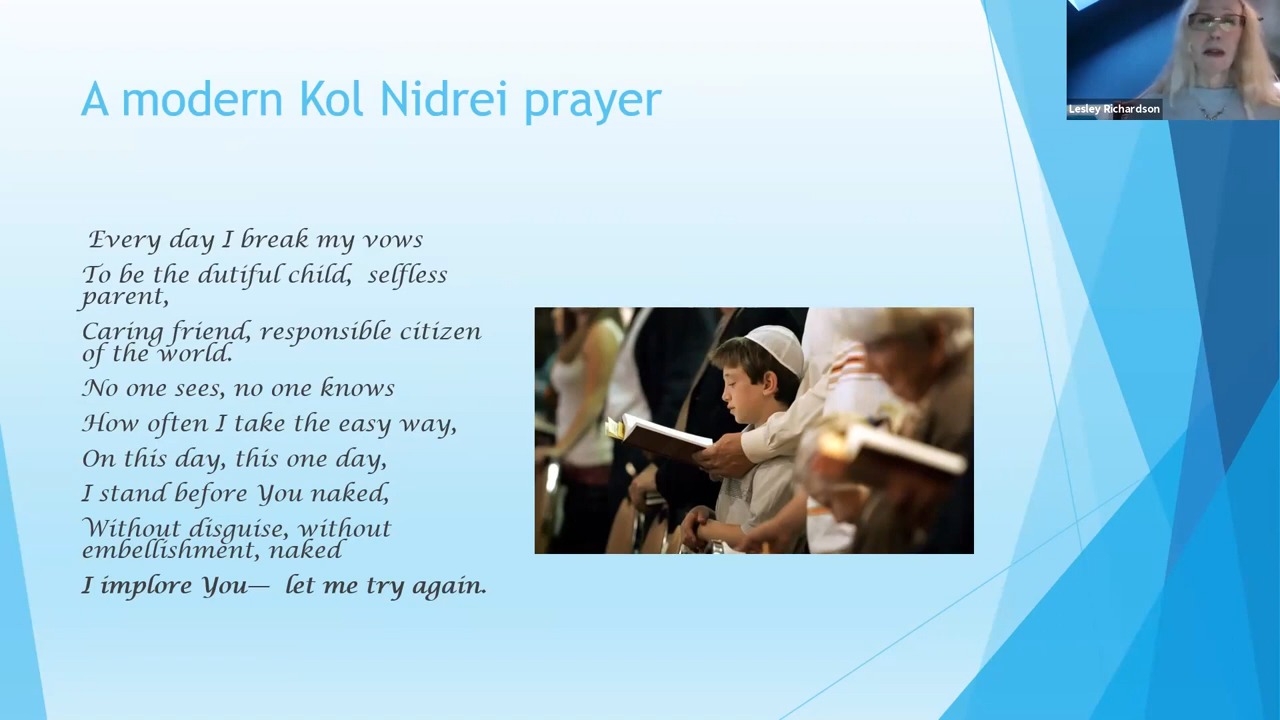 A modern Kol Nidrei prayer
Lesley Richardson
Every day I break my vows
To be the dutiful child, selfless
parent,
Caring friend, responsible citizen
of the world.
No one sees, no one knows
How often I take the easy way,
On this day, this one day,
I stand before You naked,
Without disguise, without
embellishment, naked
I implore You— let me try again.